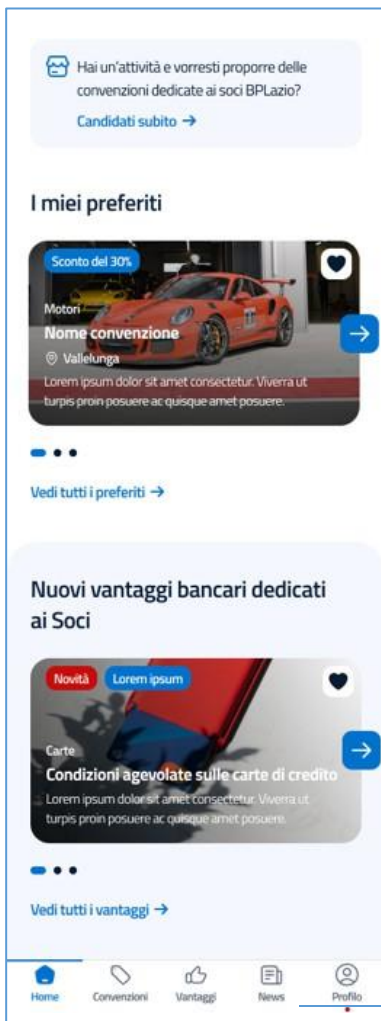 Hai un'attività e vorresti proporre delle
convenzioni dedicate ai soci BPLazio?
Candidati subito →
I miei preferiti
Sconto del 30%
Motori
Nome convenzione
Vallelunga
Lorem ipsum dolor sit amet consectetur. Viverra ut
turpis proin posuere ac quisque amet posuere.
Vedi tutti i preferiti →
Nuovi vantaggi bancari dedicati
ai Soci
Novità Lorem ipsum
Carte
Condizioni agevolate sulle carte di credito
Lorem ipsum dolor sit amet consectetur. Viverra ut
turpis proin posuere ac quisque amet posuere.
Vedi tutti i vantaggi →
Home Convenzioni Vantaggi News Profilo